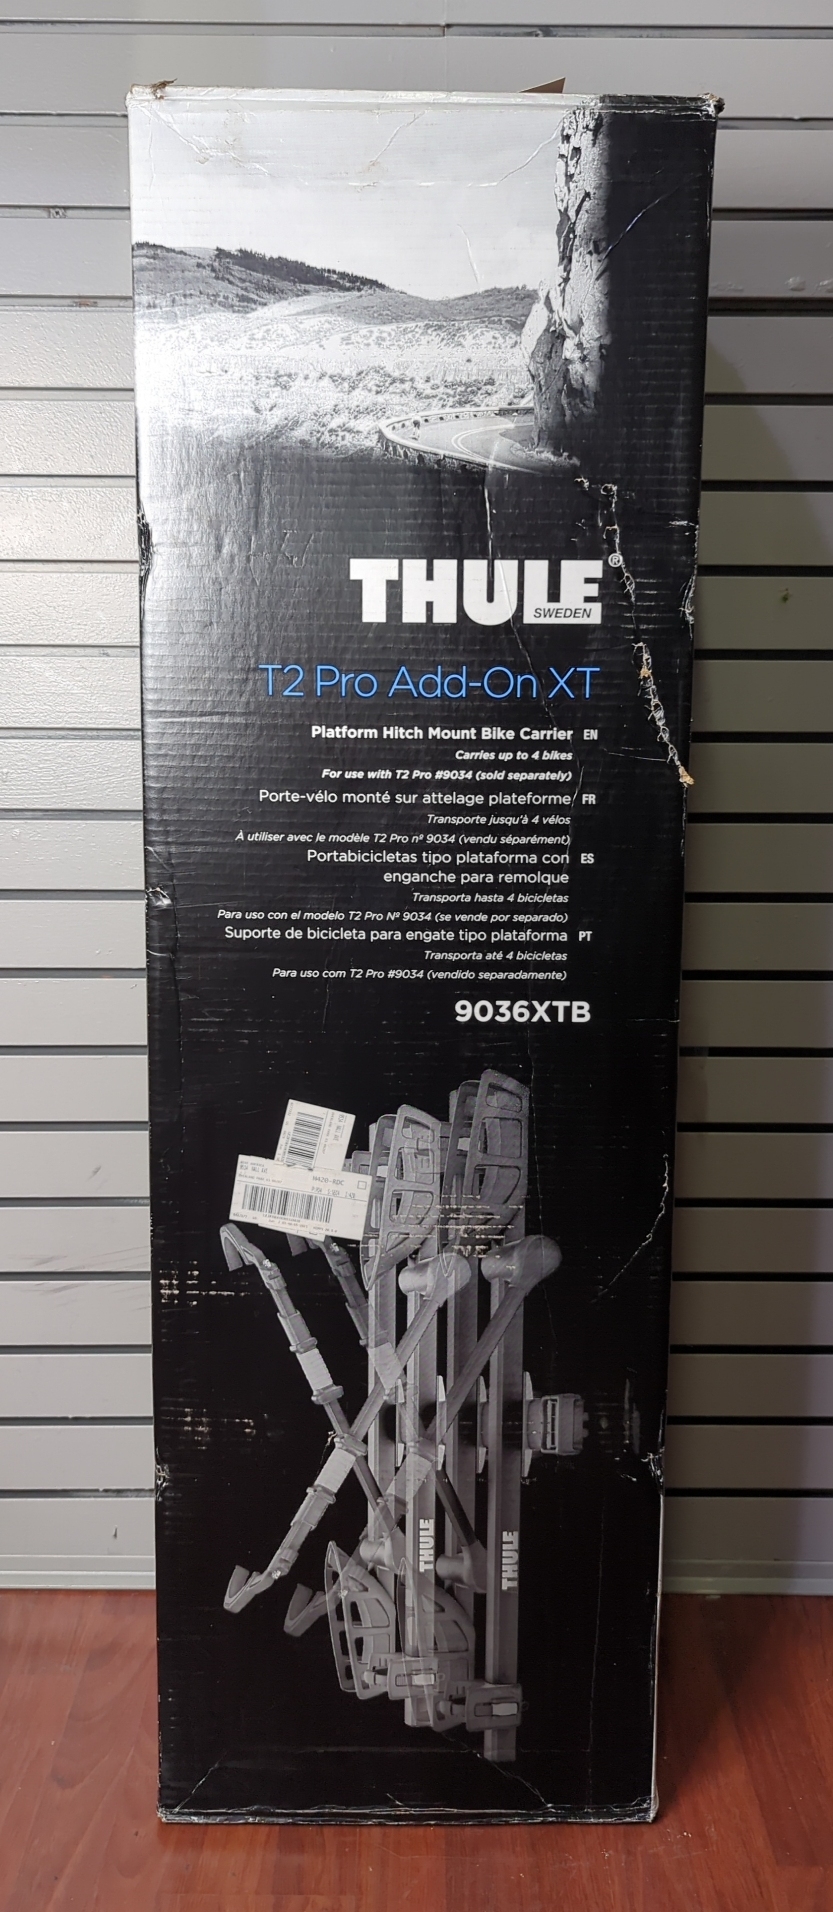 THULE®
SWEDEN
T2 Pro Add-On XT
Platform Hitch Mount Bike Carrier EN
Carries up to 4 bikes
For use with T2 Pro #9034 (sold separately)
Porte-vélo monté sur attelage plateforme FR
Transporte jusqu'à 4 vélos
À utiliser avec le modèle T2 Pro nº 9034 (vendu séparément)
Portabicicletas tipo plataforma con ES
enganche para remolque
Transporta hasta 4 bicicletas
Para uso con el modelo T2 Pro Nº 9034 (se vende por separado)
Suporte de bicicleta para engate tipo plataforma PT
Transporta até 4 bicicletas
Para uso com T2 Pro #9034 (vendido separadamente)
9036XTB
THULE
THULE